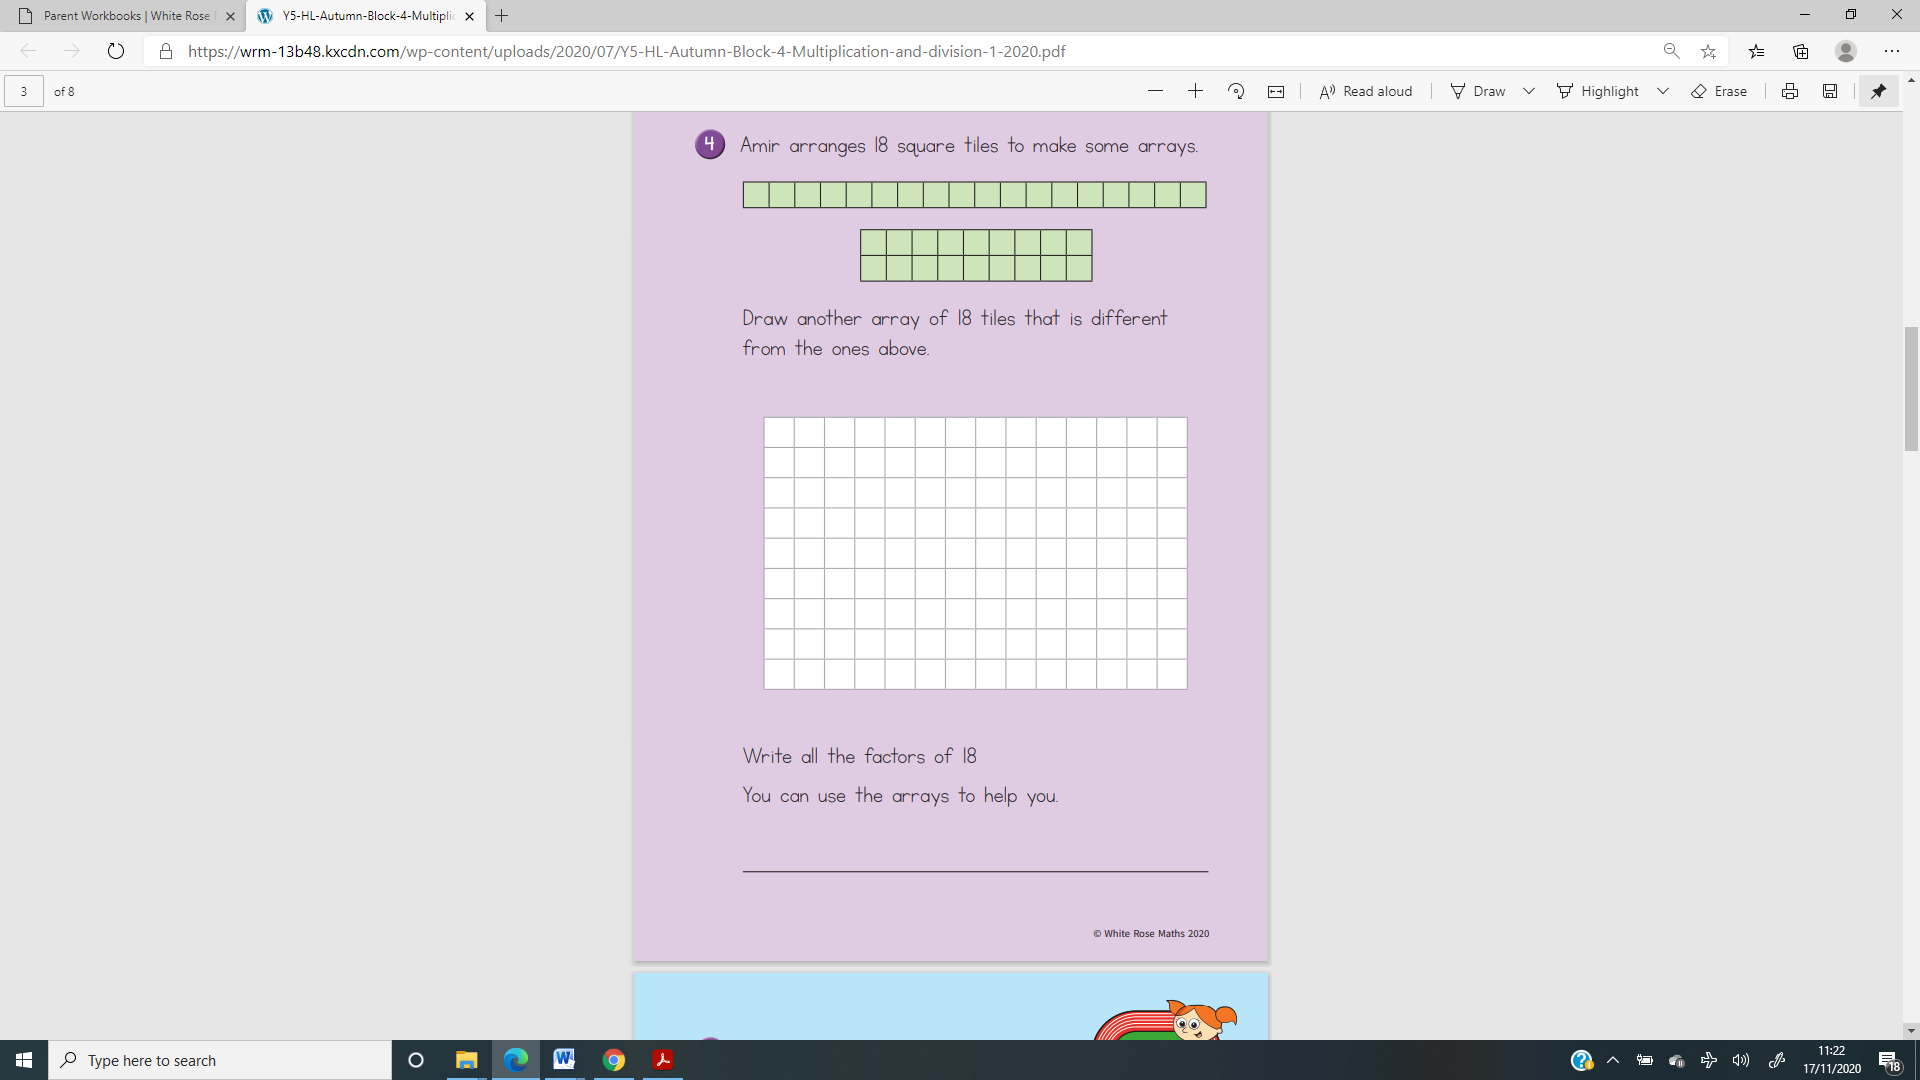 Parent Workbooks | White Rose
Y5-HL-Autumn-Block-4-Multiplic
https://wrm-13b48.kxcdn.com/wp-content/uploads/2020/07/Y5-HL-Autumn-Block-4-Multiplication-and-division-1-2020.pdf
3 of 8
Read aloud
Draw
Highlight
Erase
4 Amir arranges 18 square tiles to make some arrays.
Draw another array of 18 tiles that is different
from the ones above.
Write all the factors of 18
You can use the arrays to help you.
© White Rose Maths 2020
Type here to search
11:22
17/11/2020
18